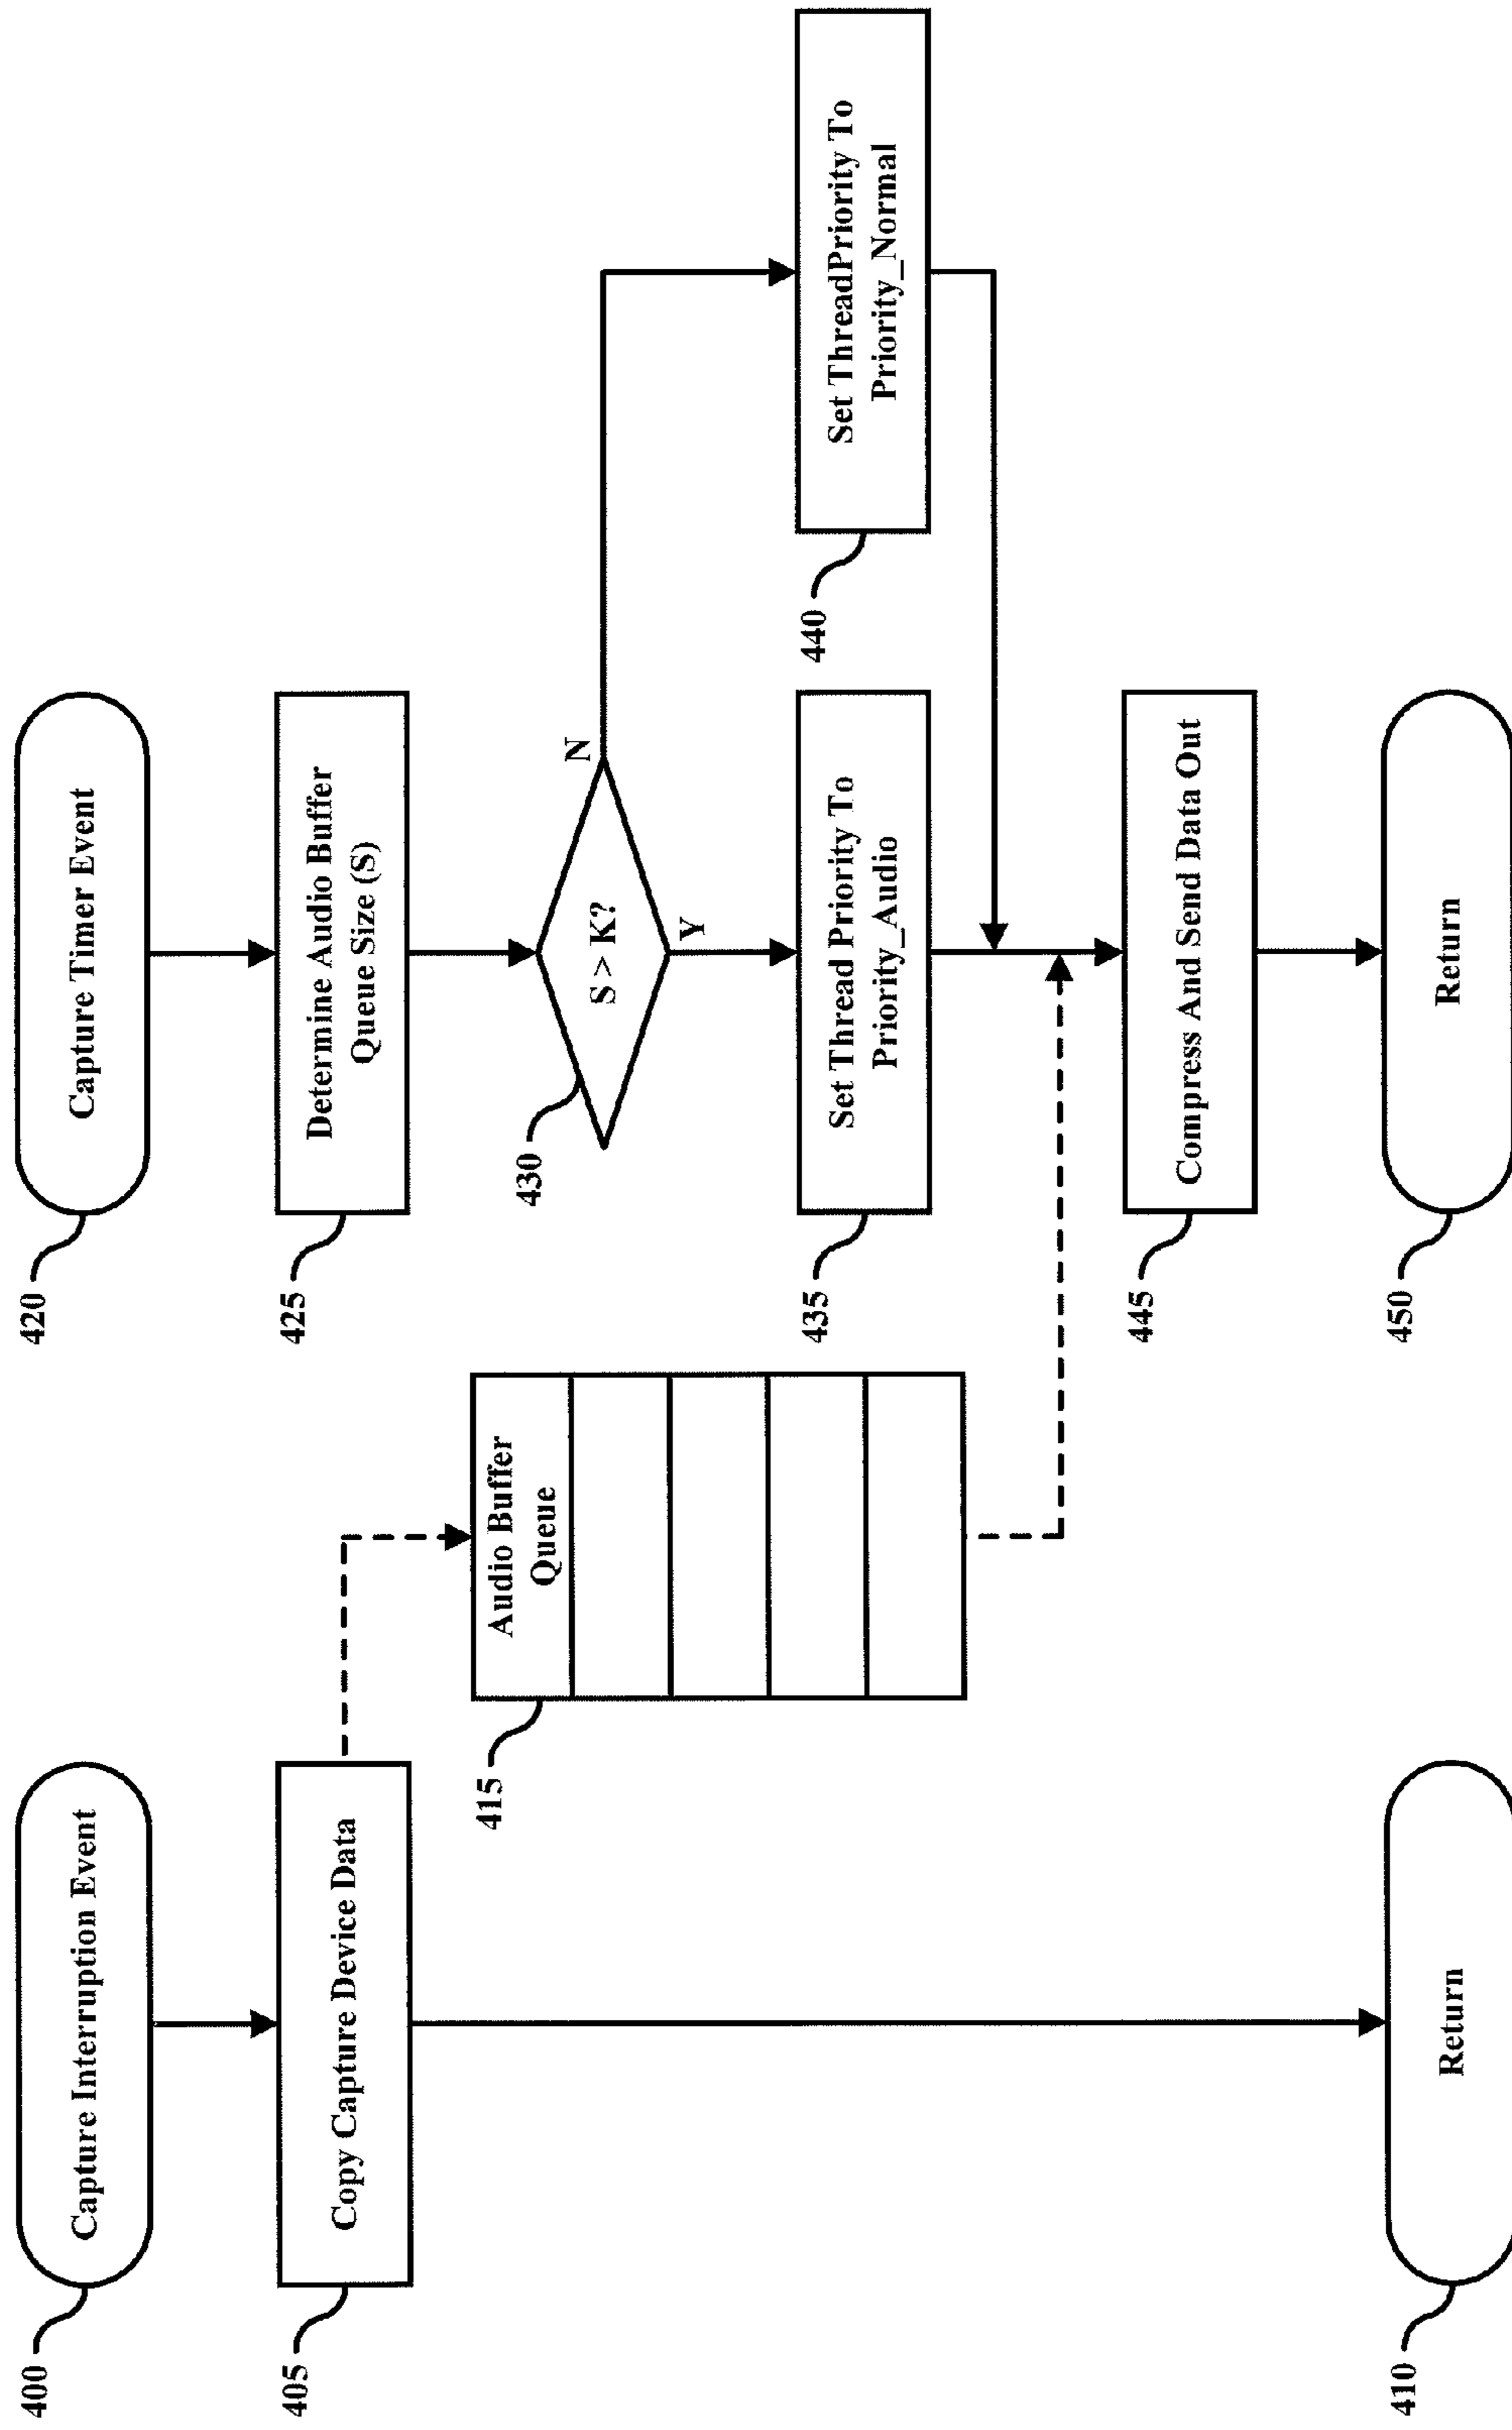 400
Capture Interruption Event
405
Copy Capture Device Data
410
Return
415
Audio Buffer
Queue
420
Capture Timer Event
425
Determine Audio Buffer
Queue Size (S)
430
S > K?
N
Y
435
Set Thread Priority To
Priority_Audio
440
Set ThreadPriority To
Priority_Normal
445
Compress And Send Data Out
450
Return